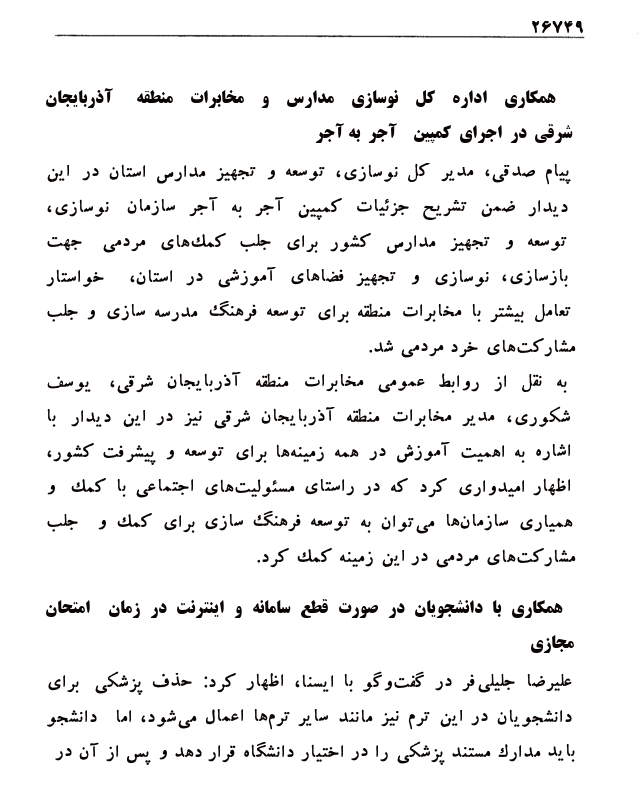 ۲۶۷۴۹
همکاری اداره کل نوسازی مدارس و مخابرات منطقه آذربایجان
شرقی در اجرای کمپین آجر به آجر
پیام صدقی، مدیر کل نوسازی، توسعه و تجهیز مدارس استان در این
دیدار ضمن تشریح جزئیات کمپین آجر به آجر سازمان نوسازی،
توسعه و تجهیز مدارس کشور برای جلب کمك‌های مردمی جهت
بازسازی، نوسازی و تجهیز فضاهای آموزشی در استان، خواستار
تعامل بیشتر با مخابرات منطقه برای توسعه فرهنگ مدرسه سازی و جلب
مشارکت‌های خرد مردمی شد.
به نقل از روابط عمومی مخابرات منطقه آذربایجان شرقی، یوسف
شکوری، مدیر مخابرات منطقه آذربایجان شرقی نیز در این دیدار با
اشاره به اهمیت آموزش در همه زمینه‌ها برای توسعه و پیشرفت کشور،
اظهار امیدواری کرد که در راستای مسئولیت‌های اجتماعی با کمك و
همیاری سازمان‌ها می‌توان به توسعه فرهنگ سازی برای کمك و جلب
مشارکت‌های مردمی در این زمینه کمك کرد.
همکاری با دانشجویان در صورت قطع سامانه و اینترنت در زمان امتحان
مجازی
علیرضا جلیلی‌فر در گفت‌وگو با ایسنا، اظهار کرد: حذف پزشکی برای
دانشجویان در این ترم نیز مانند سایر ترم‌ها اعمال می‌شود، اما دانشجو
باید مدارك مستند پزشکی را در اختیار دانشگاه قرار دهد و پس از آن در